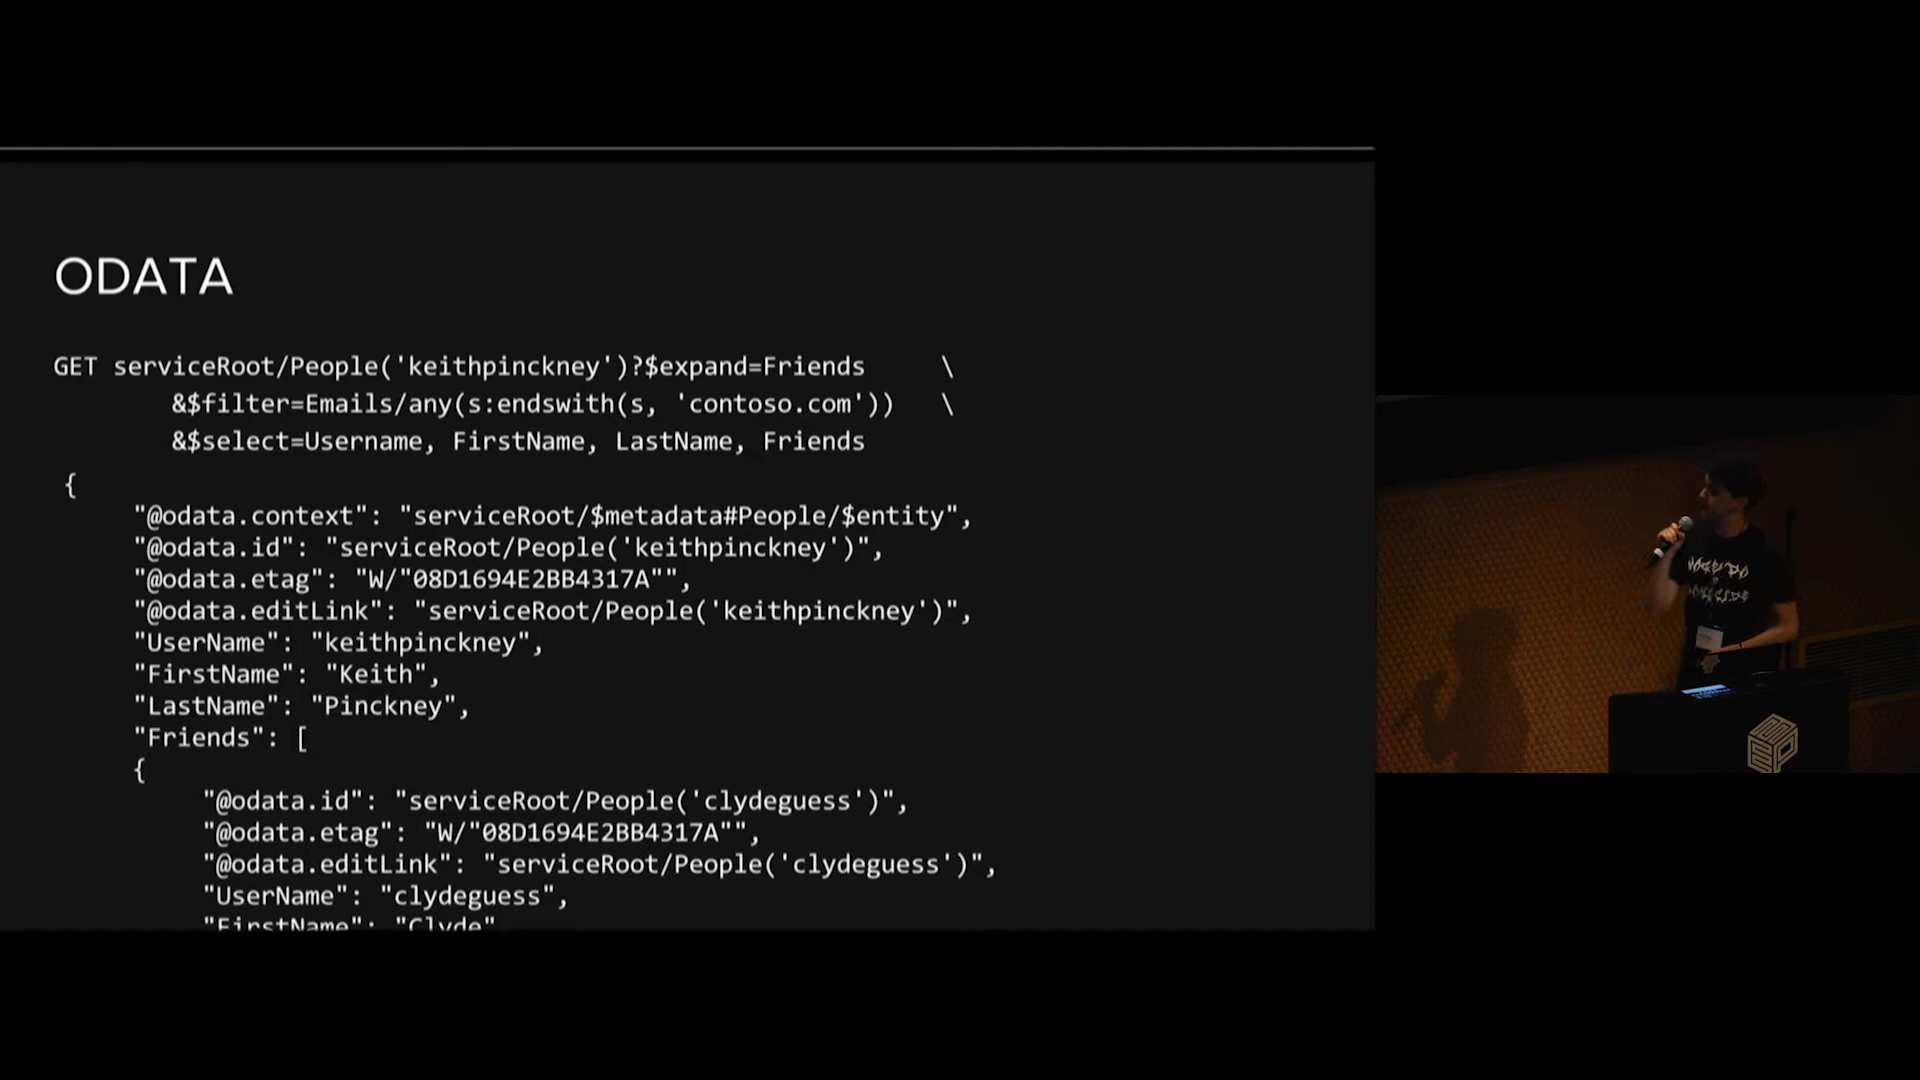 ODATA
GET serviceRoot/People('keithpinckney')?$expand=Friends \
&$filter=Emails/any(s:endswith(s, 'contoso.com')) \
&$select=Username, FirstName, LastName, Friends
{
"@odata.context": "serviceRoot/$metadata#People/$entity",
"@odata.id": "serviceRoot/People('keithpinckney')",
"@odata.etag": "W/"08D1694E2BB4317A"",
"@odata.editLink": "serviceRoot/People('keithpinckney')",
"UserName": "keithpinckney",
"FirstName": "Keith",
"LastName": "Pinckney",
"Friends": [
{
"@odata.id": "serviceRoot/People('clydeguess')",
"@odata.etag": "W/"08D1694E2BB4317A"",
"@odata.editLink": "serviceRoot/People('clydeguess')",
"UserName": "clydeguess",
"FirstName": "Clyde"